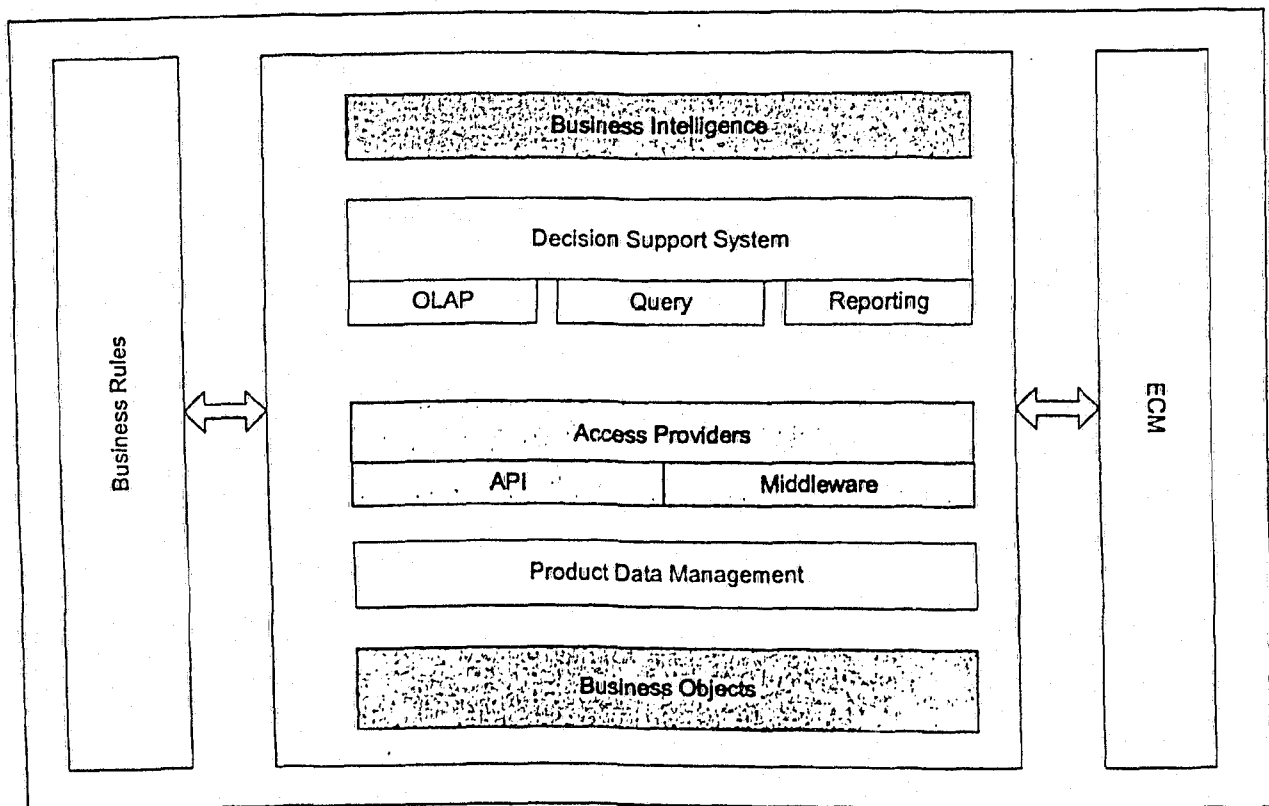 Business Intelligence
Decision Support System
OLAP
Query
Reporting
Business Rules
ECM
Access Providers
API
Middleware
Product Data Management
Business Objects